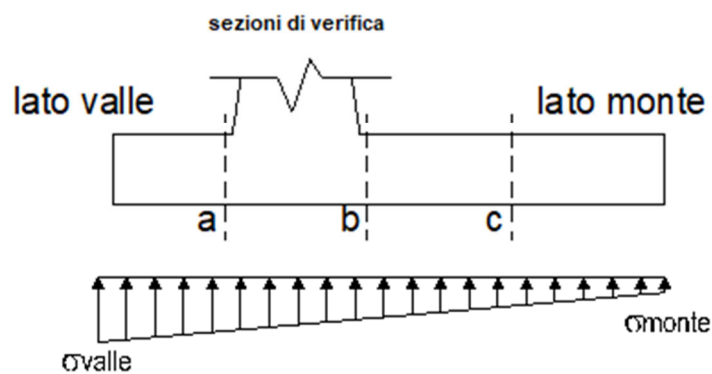 sezioni di verifica
lato valle
lato monte
a
b
c
σmonte
σvalle